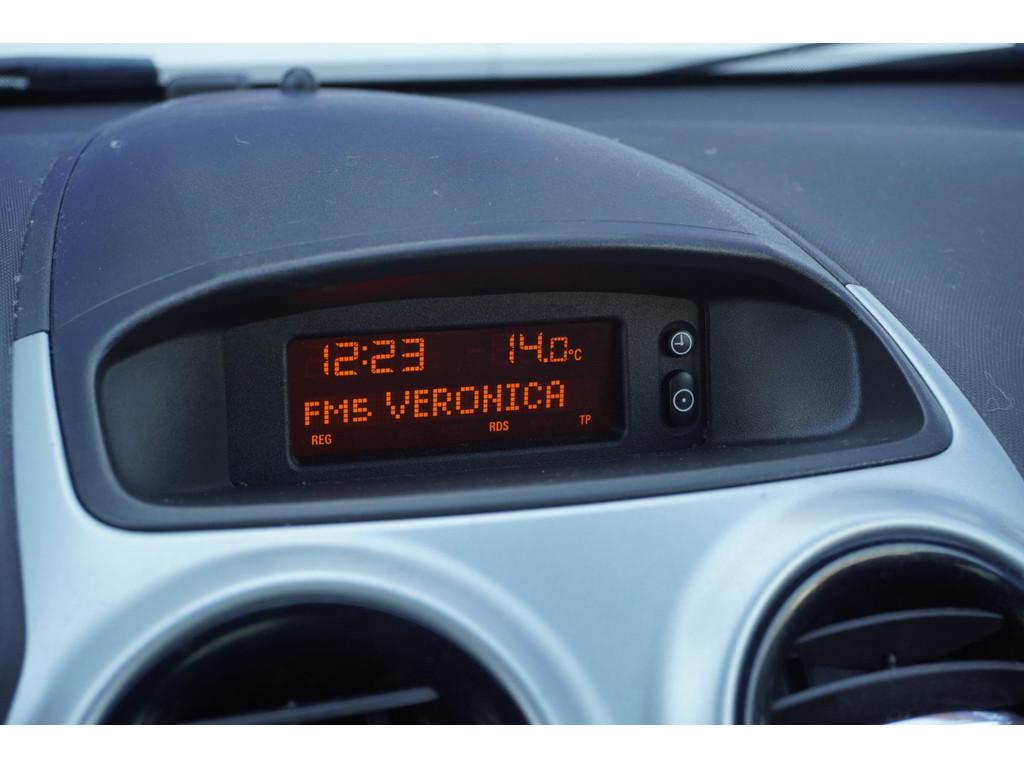 12:23 14.0°C
FM5 VERONICA
REG RDS TP